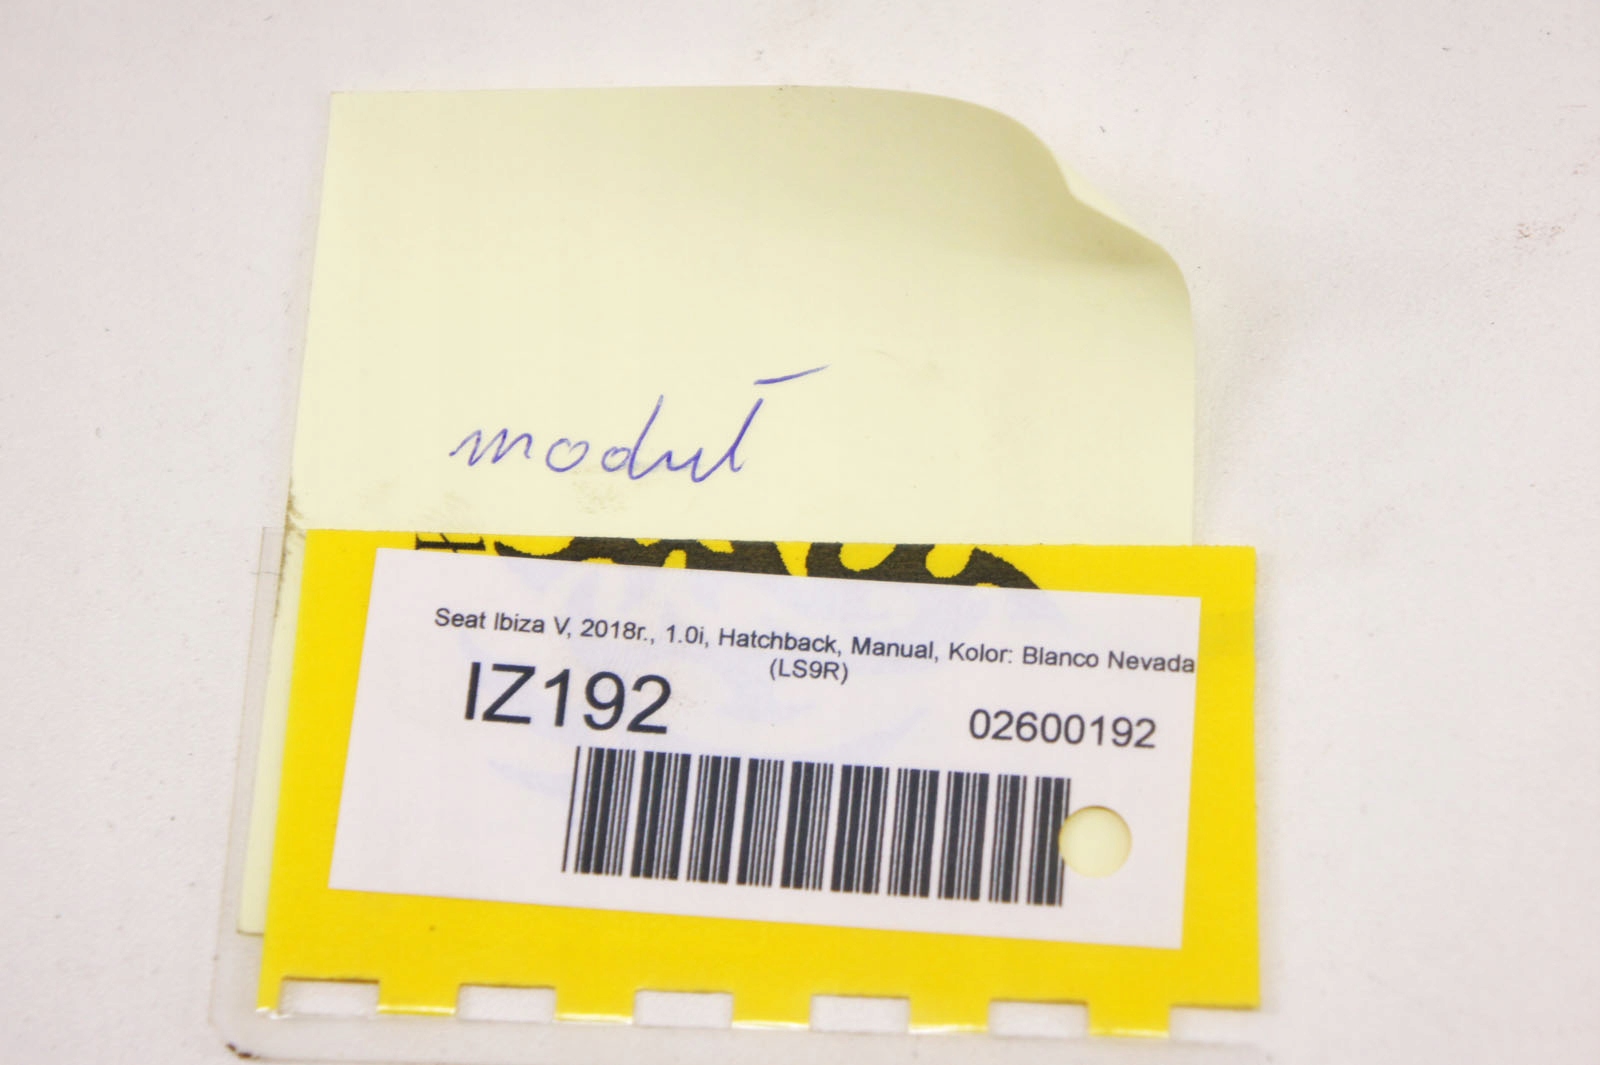 moduł
Seat Ibiza V, 2018r., 1.0i, Hatchback, Manual, Kolor: Blanco Nevada
(LS9R)
IZ192
02600192